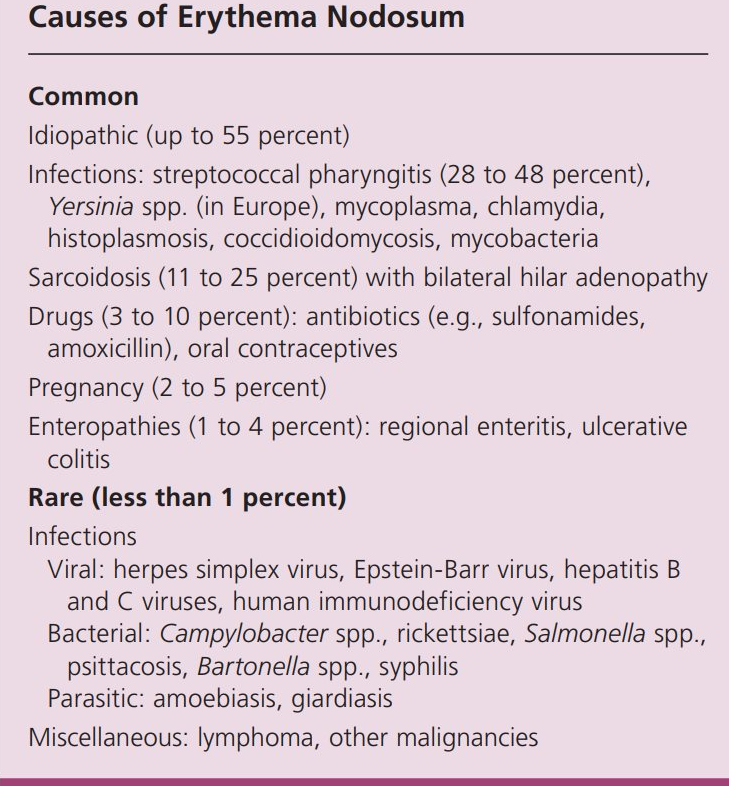 Causes of Erythema Nodosum
Common
Idiopathic (up to 55 percent)
Infections: streptococcal pharyngitis (28 to 48 percent),
Yersinia spp. (in Europe), mycoplasma, chlamydia,
histoplasmosis, coccidioidomycosis, mycobacteria
Sarcoidosis (11 to 25 percent) with bilateral hilar adenopathy
Drugs (3 to 10 percent): antibiotics (e.g., sulfonamides,
amoxicillin), oral contraceptives
Pregnancy (2 to 5 percent)
Enteropathies (1 to 4 percent): regional enteritis, ulcerative
colitis
Rare (less than 1 percent)
Infections
Viral: herpes simplex virus, Epstein-Barr virus, hepatitis B
and C viruses, human immunodeficiency virus
Bacterial: Campylobacter spp., rickettsiae, Salmonella spp.,
psittacosis, Bartonella spp., syphilis
Parasitic: amoebiasis, giardiasis
Miscellaneous: lymphoma, other malignancies